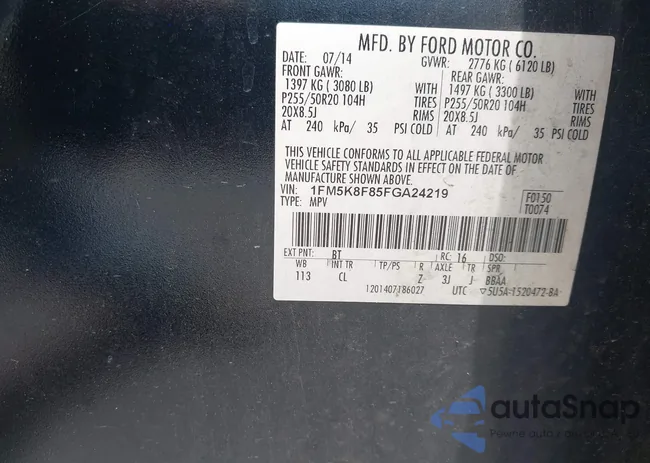 MFD. BY FORD MOTOR CO.
DATE: 07/14 GVWR: 2776 KG ( 6120 LB)
FRONT GAWR: REAR GAWR:
1397 KG ( 3080 LB) 1497 KG ( 3300 LB)
P255/50R20 104H TIRES P255/50R20 104H TIRES
20X8.5J RIMS 20X8.5J RIMS
AT 240 kPa/ 35 PSI COLD AT 240 kPa/ 35 PSI COLD
THIS VEHICLE CONFORMS TO ALL APPLICABLE FEDERAL MOTOR
VEHICLE SAFETY STANDARDS IN EFFECT ON THE DATE OF
MANUFACTURE SHOWN ABOVE.
VIN: 1FM5K8F85FGA24219 F0150
TYPE: MPV T0074
EXT PNT: BT RC: 16 DSO:
WB INT TR TP/PS R AXLE TR SPR
113 CL Z 3J J BBAA
1201407186027 UTC ▽5U5A-1520472-BA
autaSnap
Pewne auto z